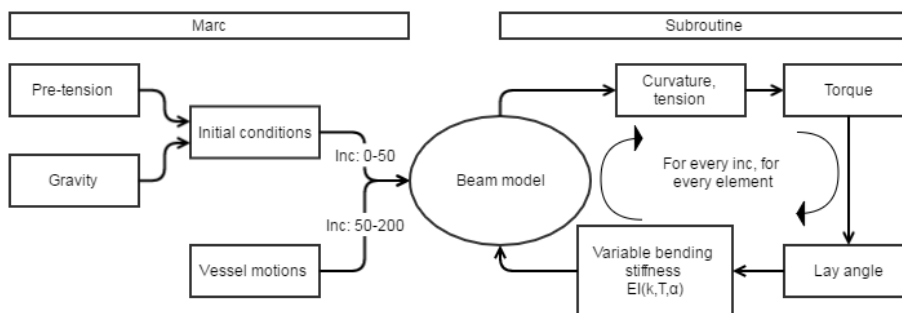 Marc
Subroutine
Pre-tension
Gravity
Initial conditions
Inc: 0-50
Inc: 50-200
Vessel motions
Beam model
Curvature,
tension
Torque
For every inc, for
every element
Lay angle
Variable bending
stiffness
EI(k,T,α)